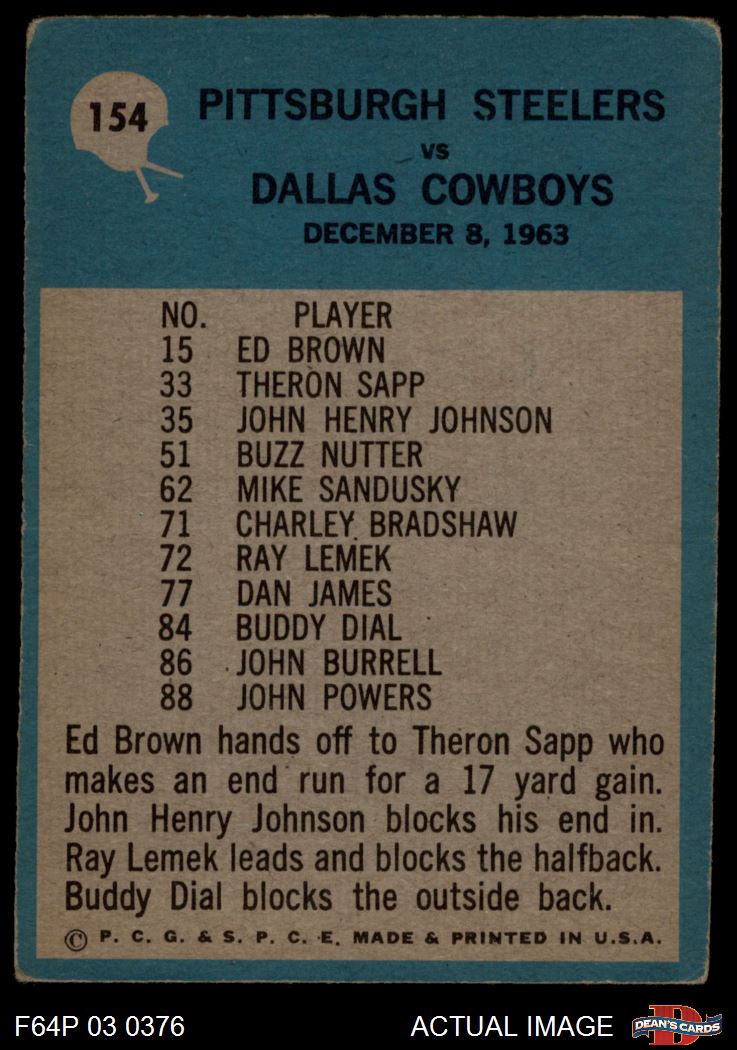 154
PITTSBURGH STEELERS
VS
DALLAS COWBOYS
DECEMBER 8, 1963
NO. PLAYER
15 ED BROWN
33 THERON SAPP
35 JOHN HENRY JOHNSON
51 BUZZ NUTTER
62 MIKE SANDUSKY
71 CHARLEY BRADSHAW
72 RAY LEMEK
77 DAN JAMES
84 BUDDY DIAL
86 JOHN BURRELL
88 JOHN POWERS
Ed Brown hands off to Theron Sapp who
makes an end run for a 17 yard gain.
John Henry Johnson blocks his end in.
Ray Lemek leads and blocks the halfback.
Buddy Dial blocks the outside back.
© P. C. G. & S. P. C. E. MADE & PRINTED IN U.S.A.
F64P 03 0376 ACTUAL IMAGE DEAN'S CARDS